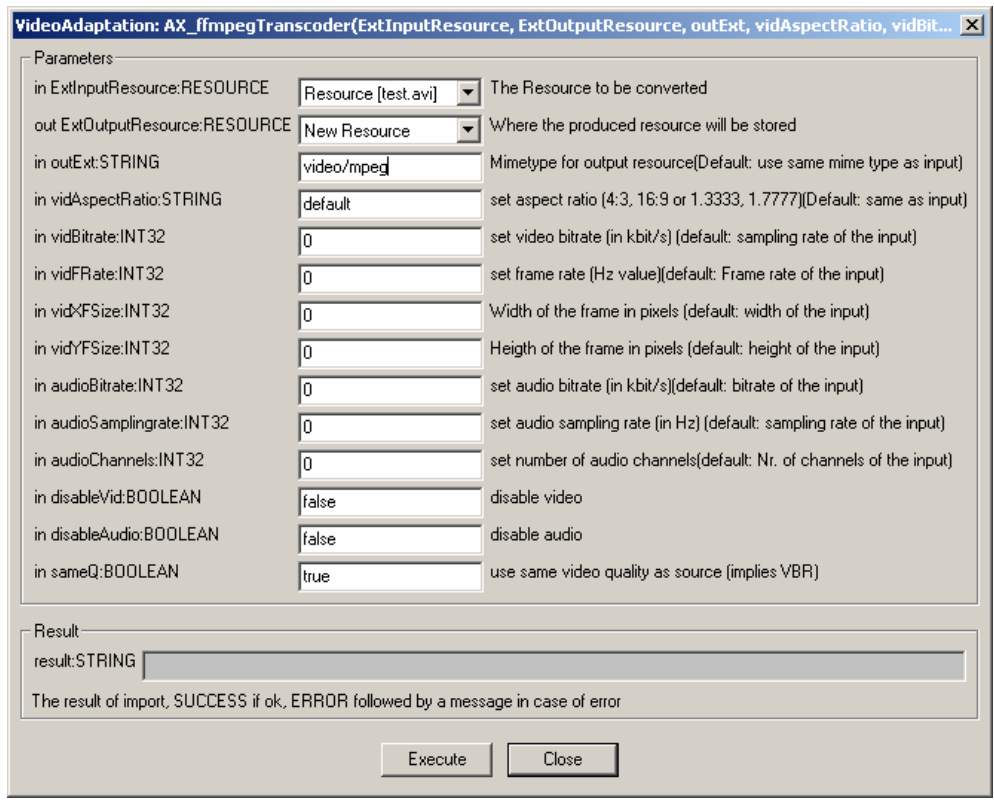 VideoAdaptation: AX_ffmpegTranscoder(ExtInputResource, ExtOutputResource, outExt, vidAspectRatio, vidBit...
Parameters
in ExtInputResource:RESOURCE Resource [test.avi] The Resource to be converted
out ExtOutputResource:RESOURCE New Resource Where the produced resource will be stored
in outExt:STRING video/mpeg Mimetype for output resource(Default: use same mime type as input)
in vidAspectRatio:STRING default set aspect ratio (4:3, 16:9 or 1.3333, 1.7777)(Default: same as input)
in vidBitrate:INT32 0 set video bitrate (in kbit/s) (default: sampling rate of the input)
in vidFRate:INT32 0 set frame rate (Hz value)(default: Frame rate of the input)
in vidXFSize:INT32 0 Width of the frame in pixels (default: width of the input)
in vidYFSize:INT32 0 Heigth of the frame in pixels (default: height of the input)
in audioBitrate:INT32 0 set audio bitrate (in kbit/s)(default: bitrate of the input)
in audioSamplingrate:INT32 0 set audio sampling rate (in Hz) (default: sampling rate of the input)
in audioChannels:INT32 0 set number of audio channels(default: Nr. of channels of the input)
in disableVid:BOOLEAN false disable video
in disableAudio:BOOLEAN false disable audio
in sameQ:BOOLEAN true use same video quality as source (implies VBR)
Result
result:STRING
The result of import, SUCCESS if ok, ERROR followed by a message in case of error
Execute Close